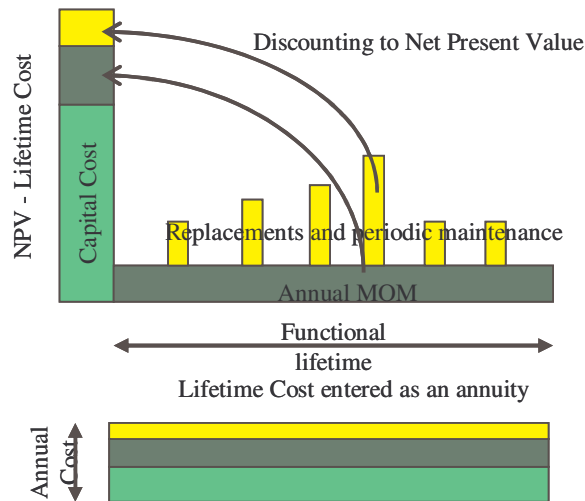 Discounting to Net Present Value
NPV - Lifetime Cost
Capital Cost
Replacements and periodic maintenance
Annual MOM
Functional
lifetime
Lifetime Cost entered as an annuity
Annual
Cost